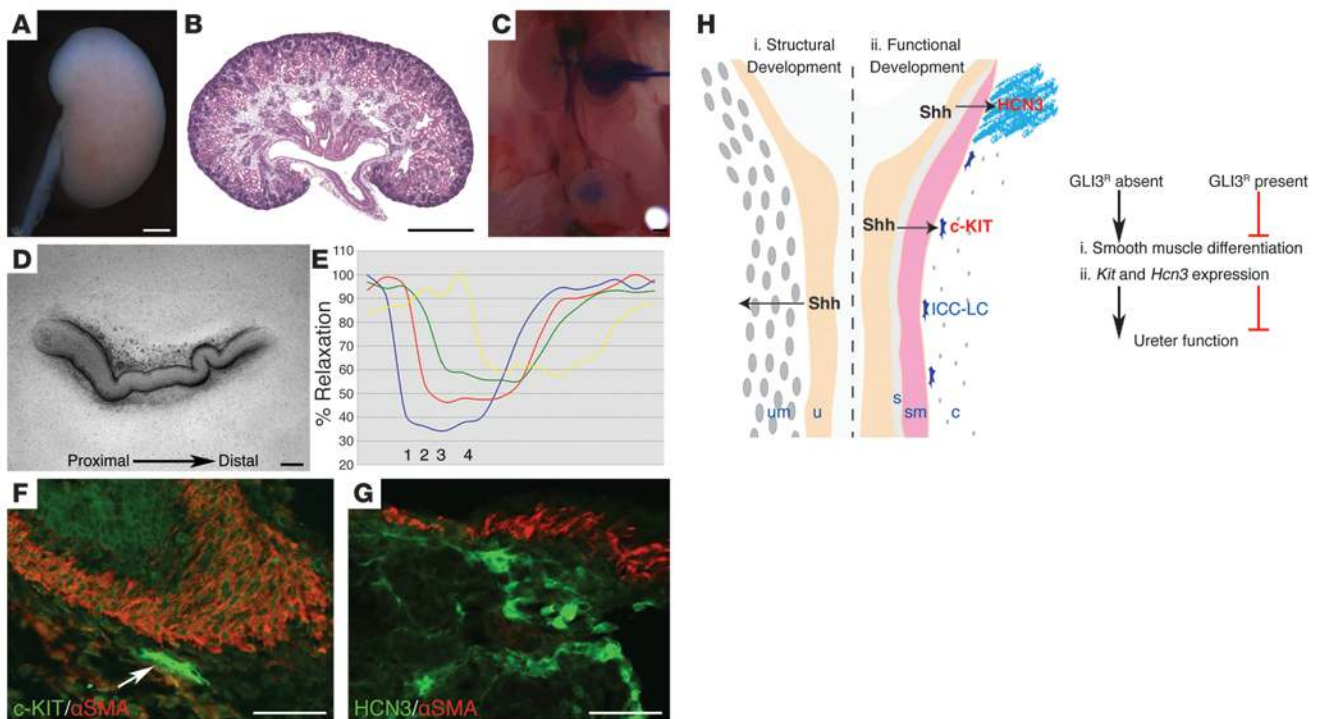 A
B
C
D
Proximal Distal
E
% Relaxation
110
100
90
80
70
60
50
40
30
20
1 2 3 4
F
c-KIT/αSMA
G
HCN3/αSMA
H
i. Structural
Development
ii. Functional
Development
Shh
HCN3
Shh
c-KIT
Shh
ICC-LC
um
u
s
sm
c
GLI3ᴿ absent
GLI3ᴿ present
i. Smooth muscle differentiation
ii. Kit and Hcn3 expression
Ureter function